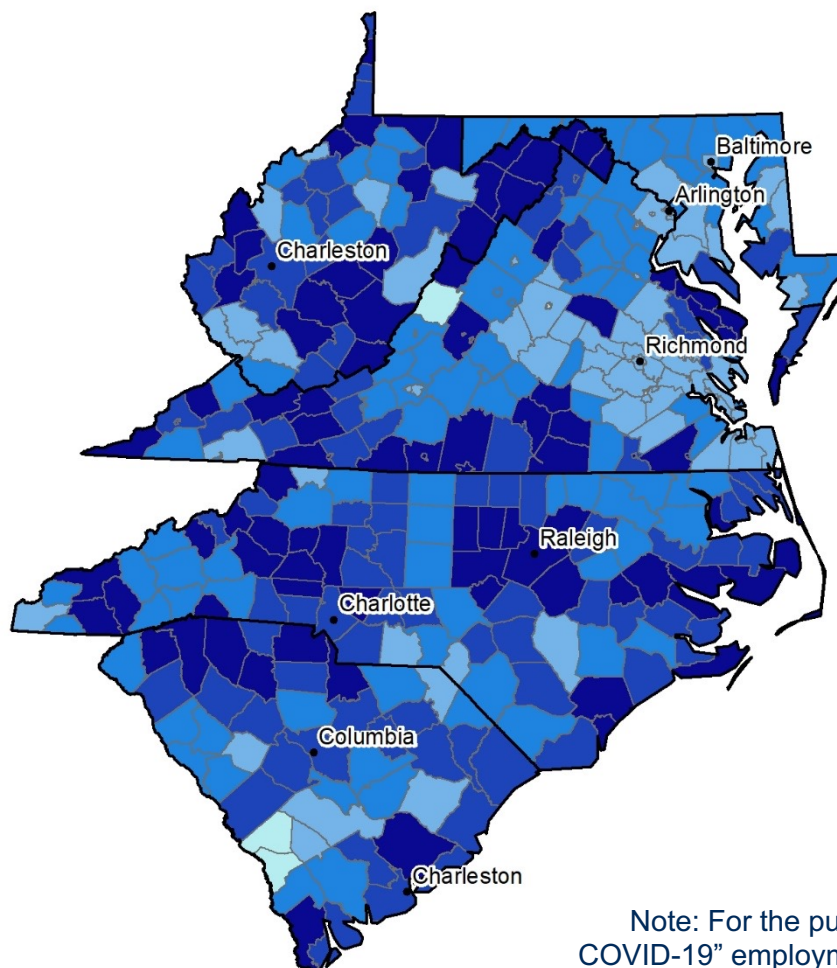 Baltimore
Arlington
Charleston
Richmond
Raleigh
Charlotte
Columbia
Charleston
Note: For the pu
COVID-19” employm